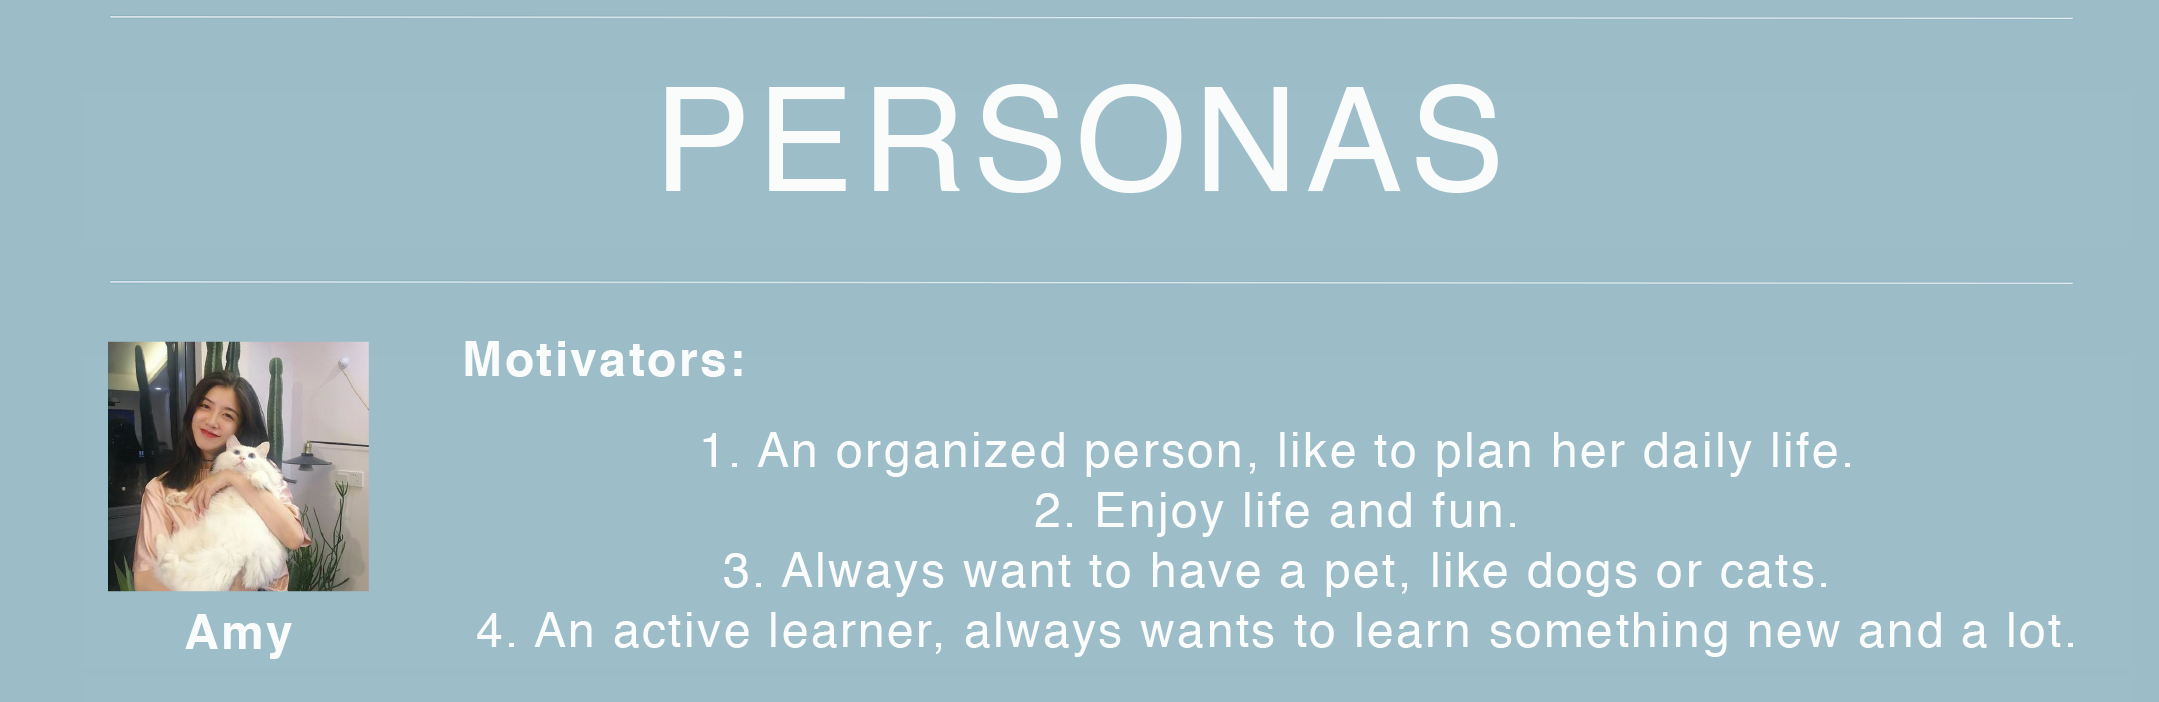 PERSONAS
Motivators:
1. An organized person, like to plan her daily life.
2. Enjoy life and fun.
3. Always want to have a pet, like dogs or cats.
4. An active learner, always wants to learn something new and a lot.
Amy